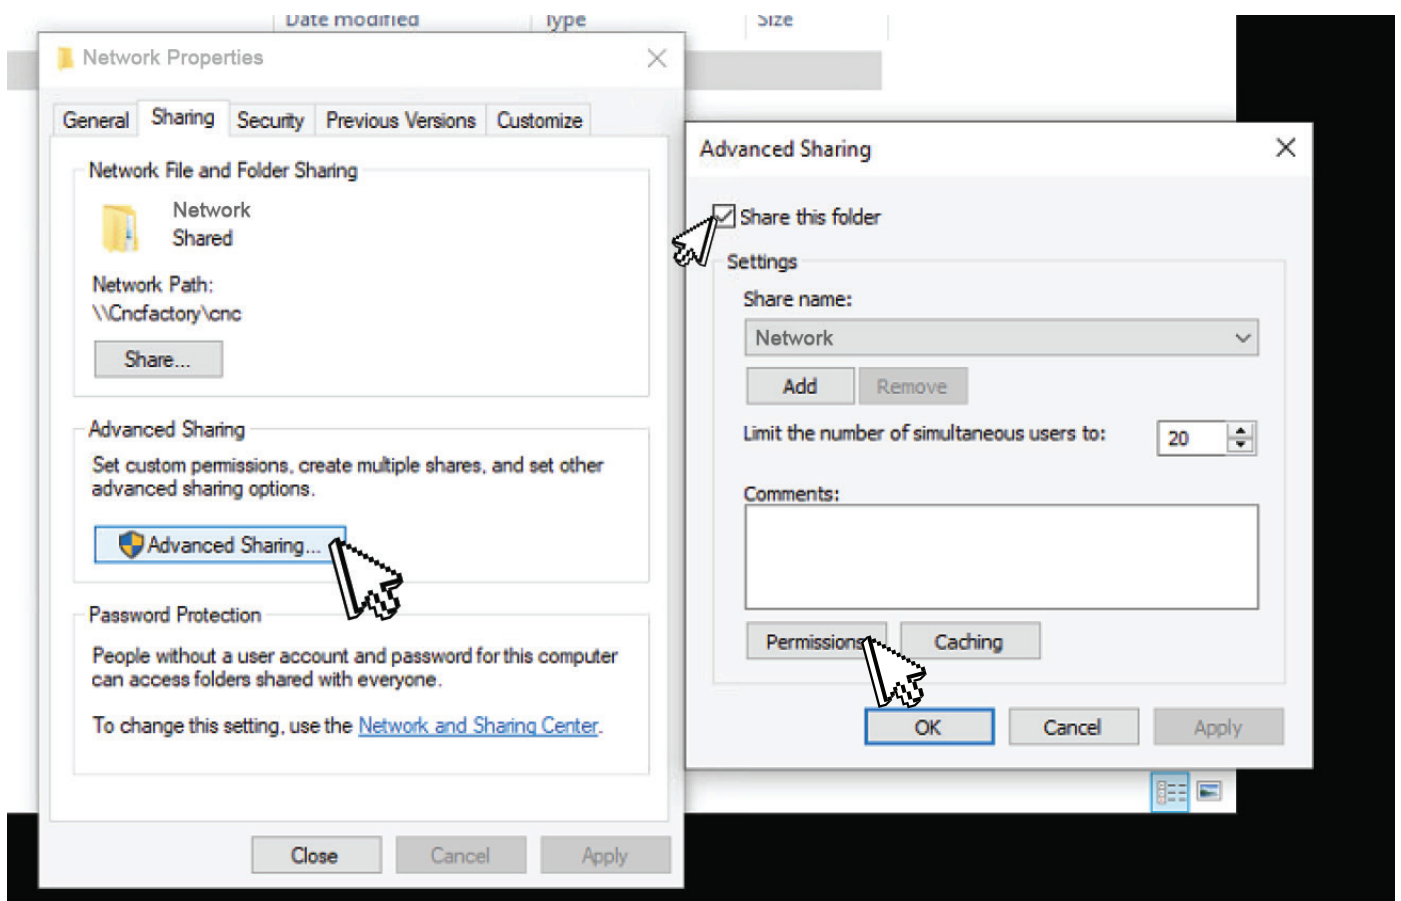 Date modified Type Size
Network Properties
General Sharing Security Previous Versions Customize
Network File and Folder Sharing
Network
Shared
Network Path:
\\Cncfactory\cnc
Share...
Advanced Sharing
Set custom permissions, create multiple shares, and set other
advanced sharing options.
Advanced Sharing...
Password Protection
People without a user account and password for this computer
can access folders shared with everyone.
To change this setting, use the Network and Sharing Center.
Close Cancel Apply
Advanced Sharing
Share this folder
Settings
Share name:
Network
Add Remove
Limit the number of simultaneous users to: 20
Comments:
Permissions Caching
OK Cancel Apply